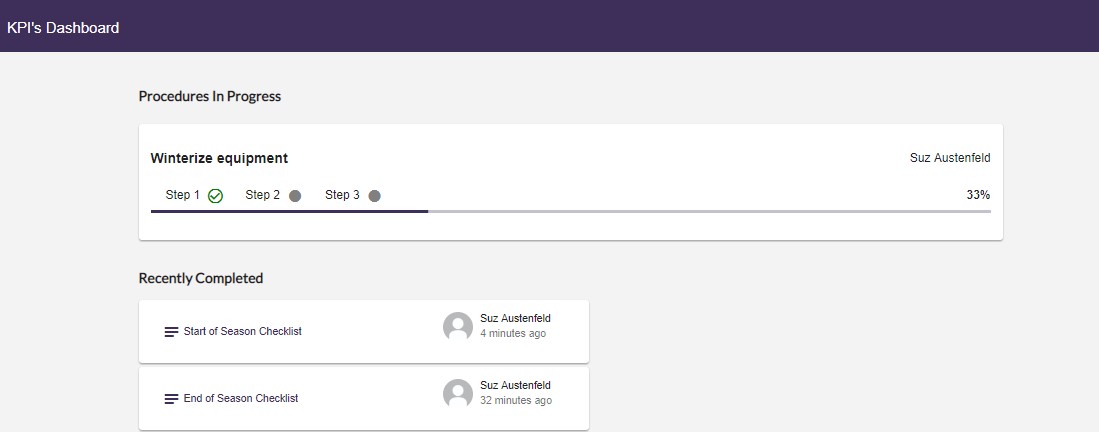 KPI's Dashboard
Procedures In Progress
Winterize equipment
Suz Austenfeld
Step 1 Step 2 Step 3 33%
Recently Completed
Start of Season Checklist
Suz Austenfeld
4 minutes ago
End of Season Checklist
Suz Austenfeld
32 minutes ago